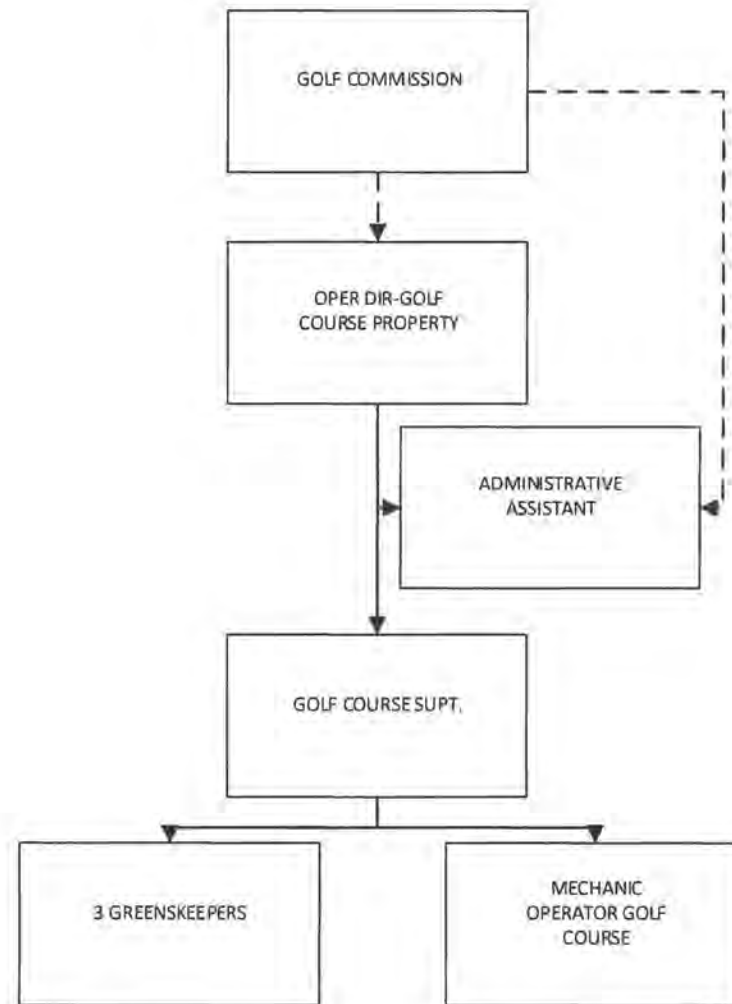 GOLF COMMISSION
OPER DIR-GOLF
COURSE PROPERTY
ADMINISTRATIVE
ASSISTANT
GOLF COURSE SUPT.
3 GREENSKEEPERS
MECHANIC
OPERATOR GOLF
COURSE